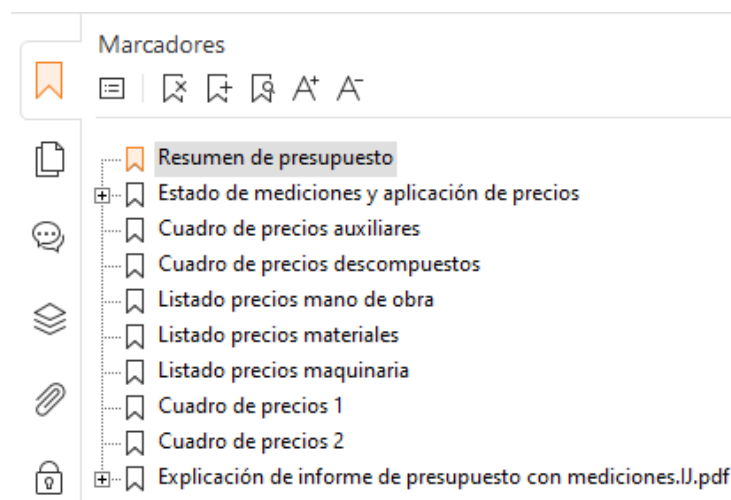 Marcadores
A+ A-
Resumen de presupuesto
Estado de mediciones y aplicación de precios
Cuadro de precios auxiliares
Cuadro de precios descompuestos
Listado precios mano de obra
Listado precios materiales
Listado precios maquinaria
Cuadro de precios 1
Cuadro de precios 2
Explicación de informe de presupuesto con mediciones.IJ.pdf